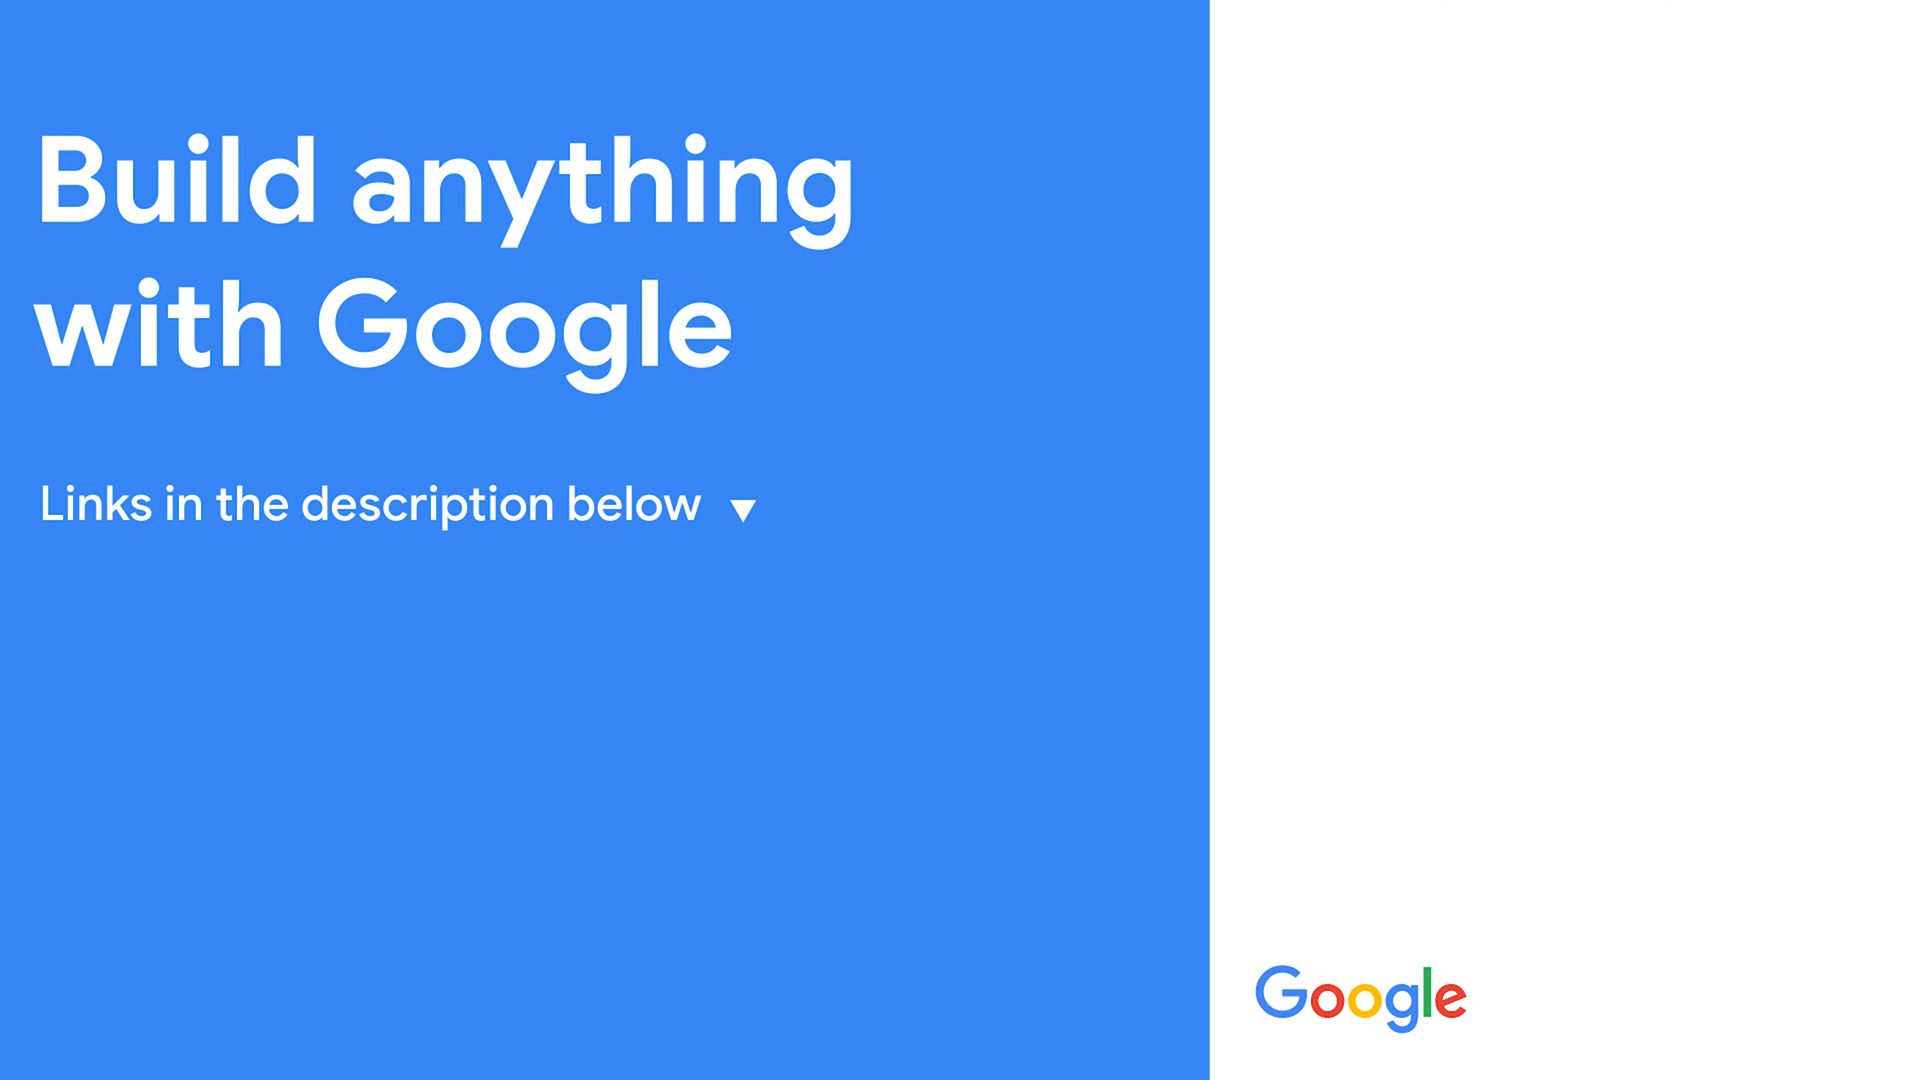 Build anything
with Google
Links in the description below ▼
Google